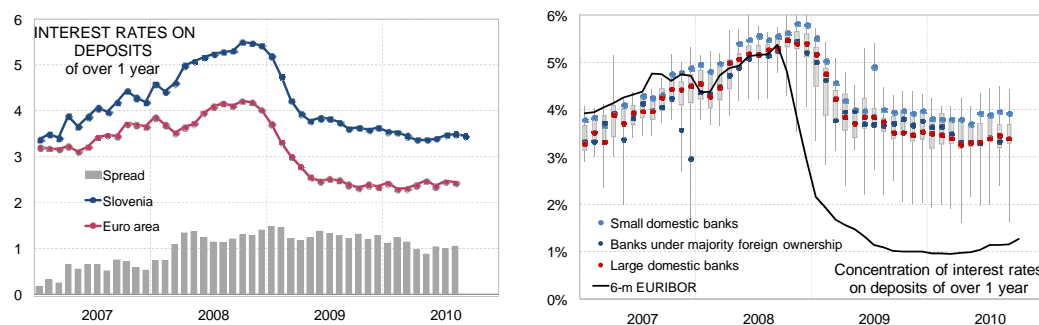 6
5
4
3
2
1
0
INTEREST RATES ON
DEPOSITS
of over 1 year
Spread
Slovenia
Euro area
2007
2008
2009
2010
6%
5%
4%
3%
2%
1%
0%
Small domestic banks
Banks under majority foreign ownership
Large domestic banks
6-m EURIBOR
Concentration of interest rates
on deposits of over 1 year
2007
2008
2009
2010